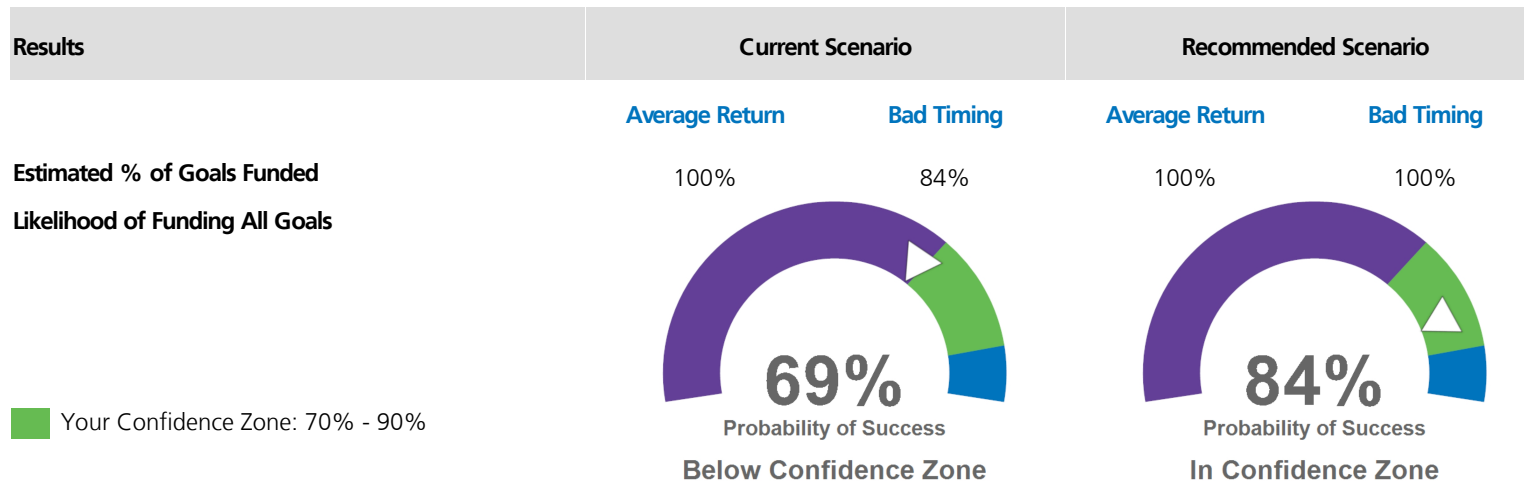 Results Current Scenario Recommended Scenario
Average Return Bad Timing Average Return Bad Timing
Estimated % of Goals Funded 100% 84% 100% 100%
Likelihood of Funding All Goals
69% 84%
Your Confidence Zone: 70% - 90%
Probability of Success Probability of Success
Below Confidence Zone In Confidence Zone